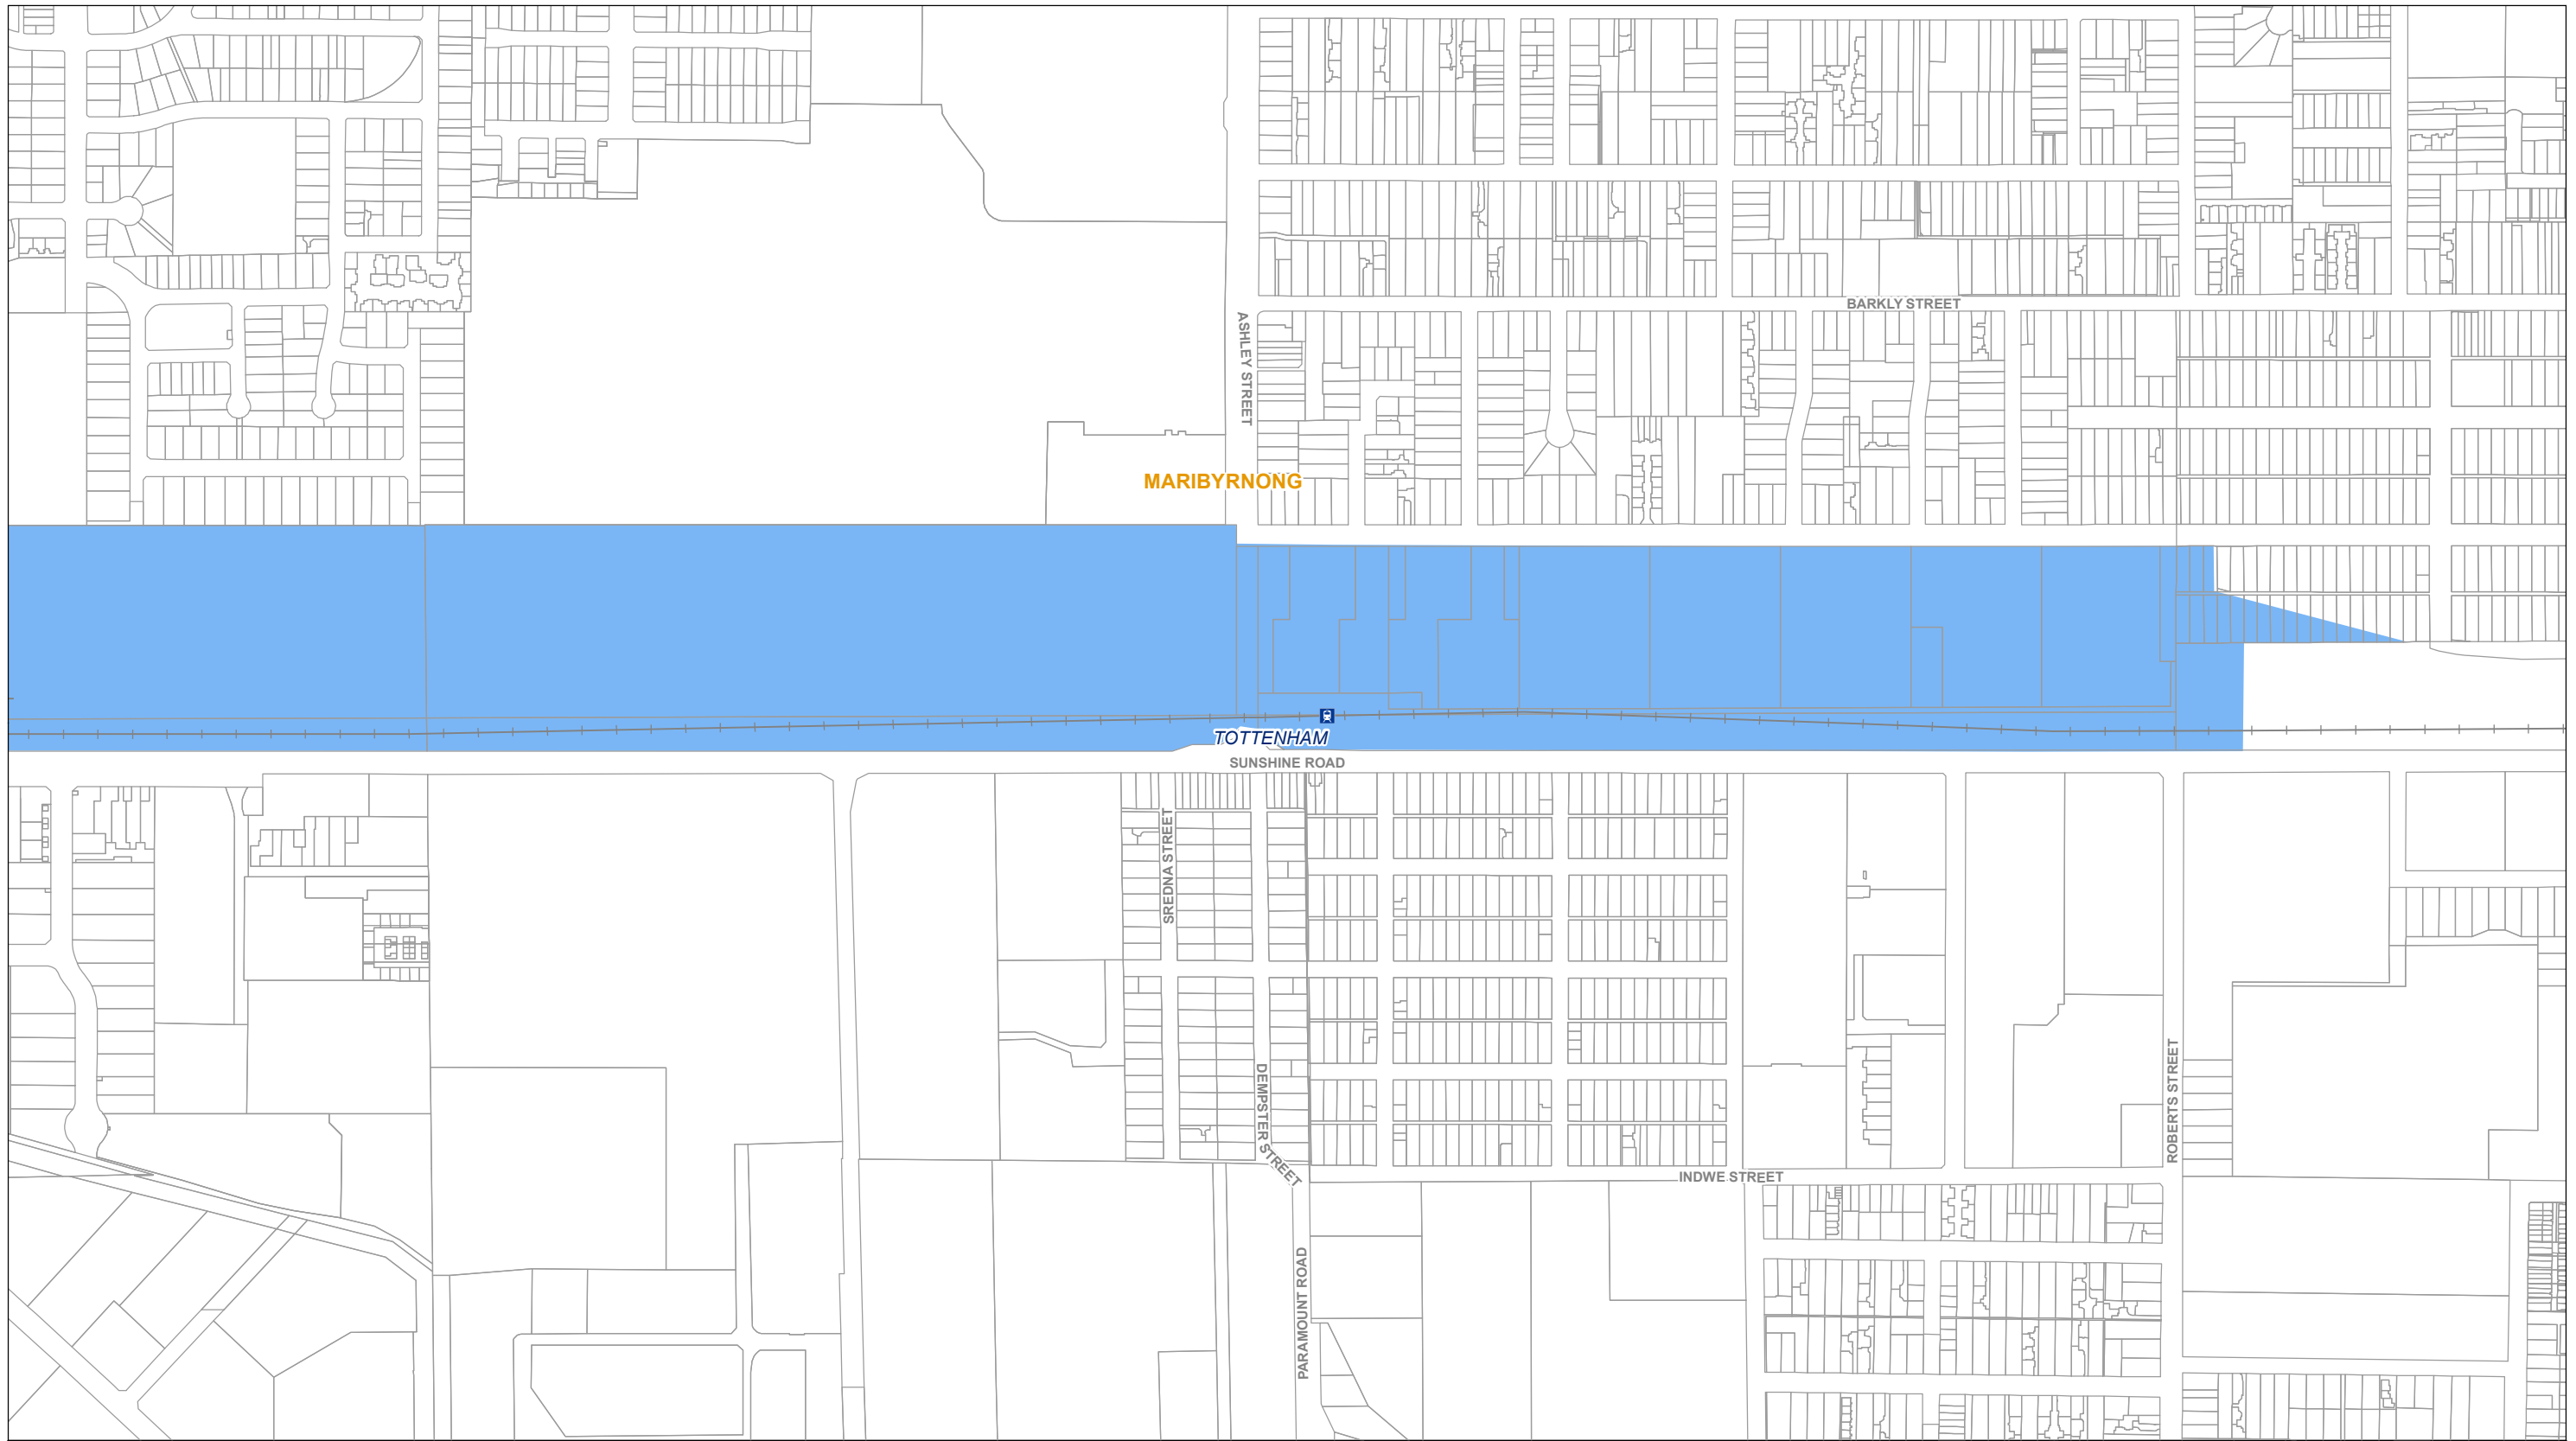 BARKLY STREET
ASHLEY STREET
MARIBYRNONG
TOTTENHAM
SUNSHINE ROAD
SREDNA STREET
DEMPSTER STREET
ROBERTS STREET
INDWE STREET
PARAMOUNT ROAD